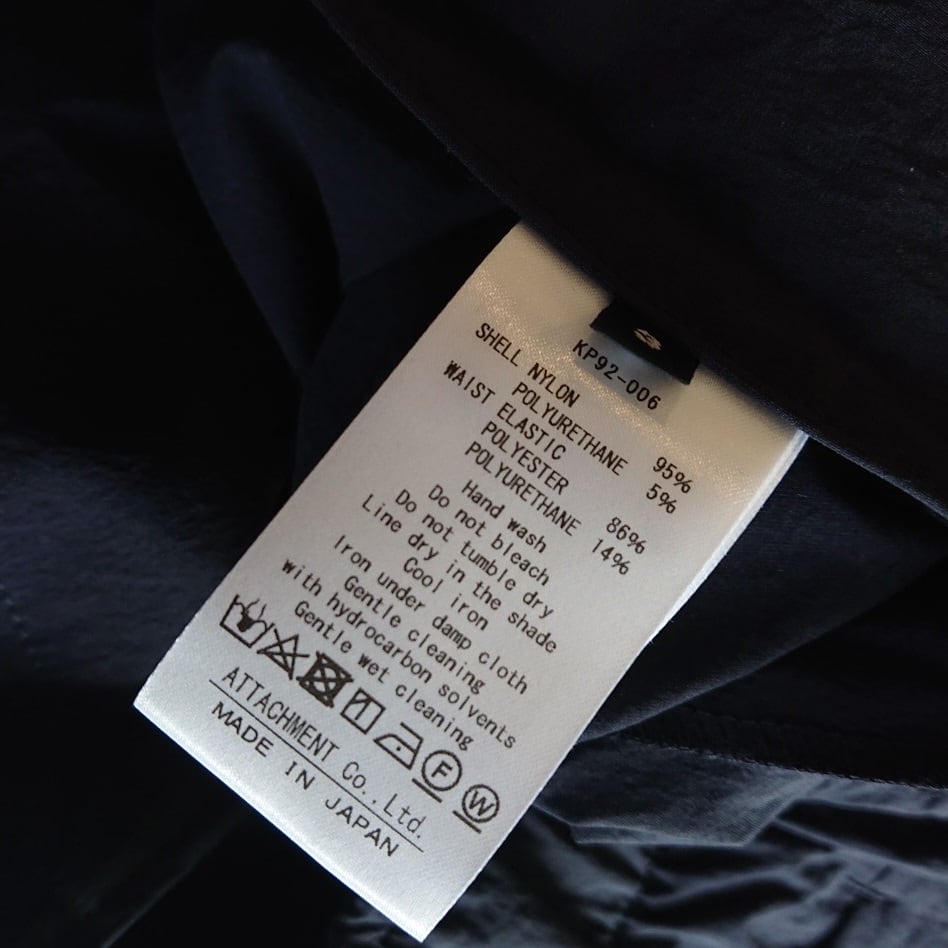 3
KP92-006
SHELL NYLON 95%
POLYURETHANE 5%
WAIST ELASTIC
POLYESTER 86%
POLYURETHANE 14%
Hand wash
Do not bleach
Do not tumble dry
Line dry in the shade
Cool iron
Iron under damp cloth
Gentle cleaning
with hydrocarbon solvents
Gentle wet cleaning
F W
ATTACHMENT Co.,Ltd.
MADE IN JAPAN